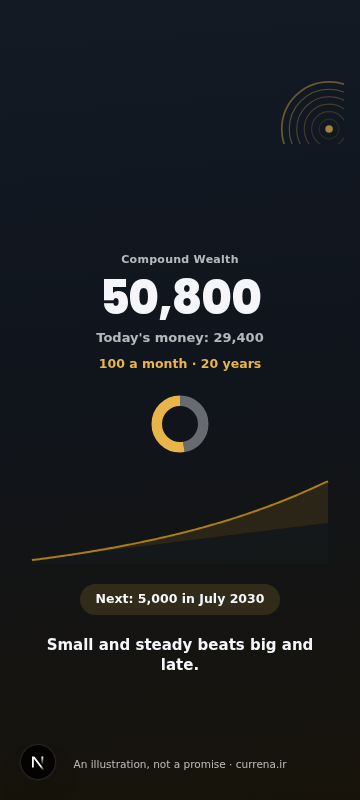 Compound Wealth
50,800
Today's money: 29,400
100 a month · 20 years
Next: 5,000 in July 2030
Small and steady beats big and
late.
N
An illustration, not a promise · currena.ir